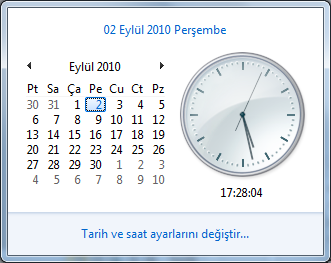 02 Eylül 2010 Perşembe
Eylül 2010
Pt Sa Ça Pe Cu Ct Pz
30 31 1 2 3 4 5
6 7 8 9 10 11 12
13 14 15 16 17 18 19
20 21 22 23 24 25 26
27 28 29 30 1 2 3
4 5 6 7 8 9 10
17:28:04
Tarih ve saat ayarlarını değiştir...